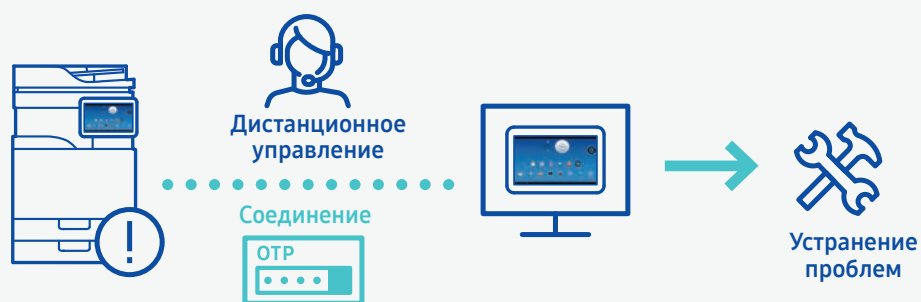 Дистанционное
управление
Соединение
OTP
Устранение
проблем